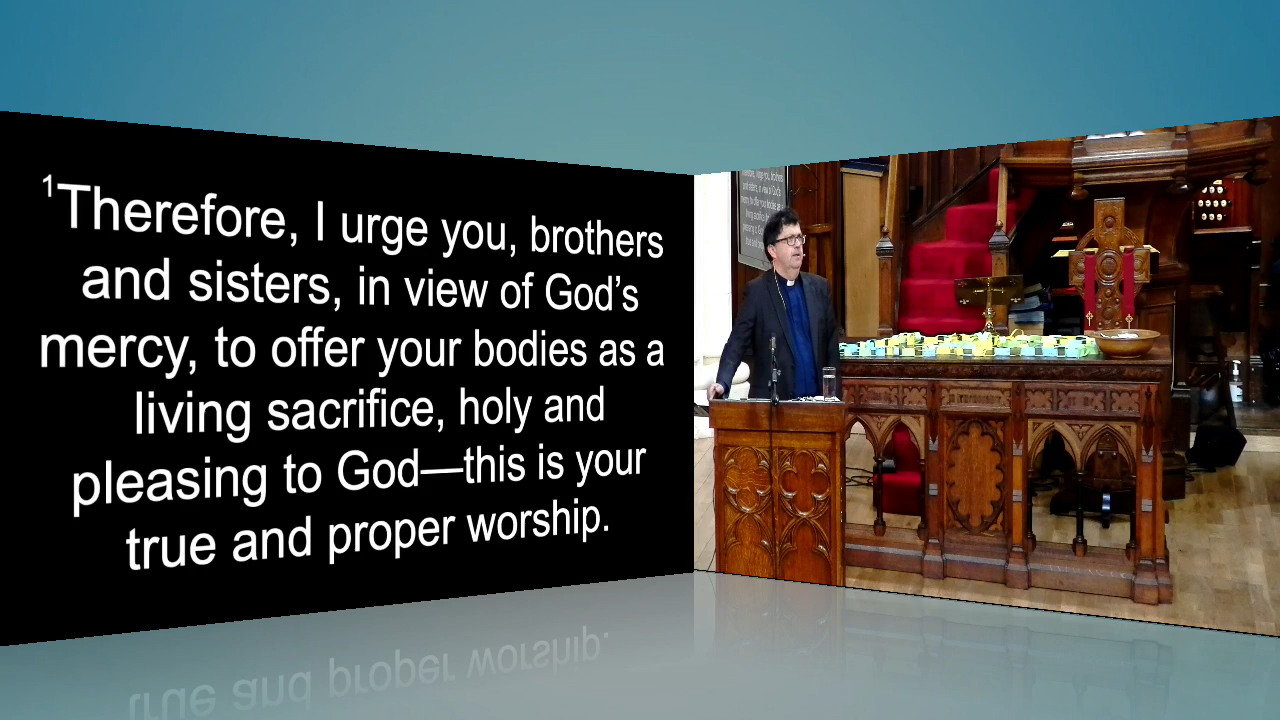 ¹Therefore, I urge you, brothers
and sisters, in view of God’s
mercy, to offer your bodies as a
living sacrifice, holy and
pleasing to God—this is your
true and proper worship.